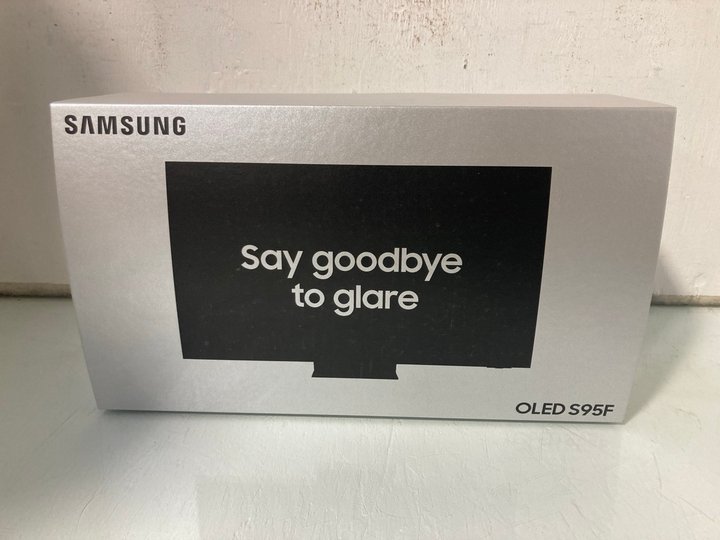 SAMSUNG
Say goodbye
to glare
OLED S95F